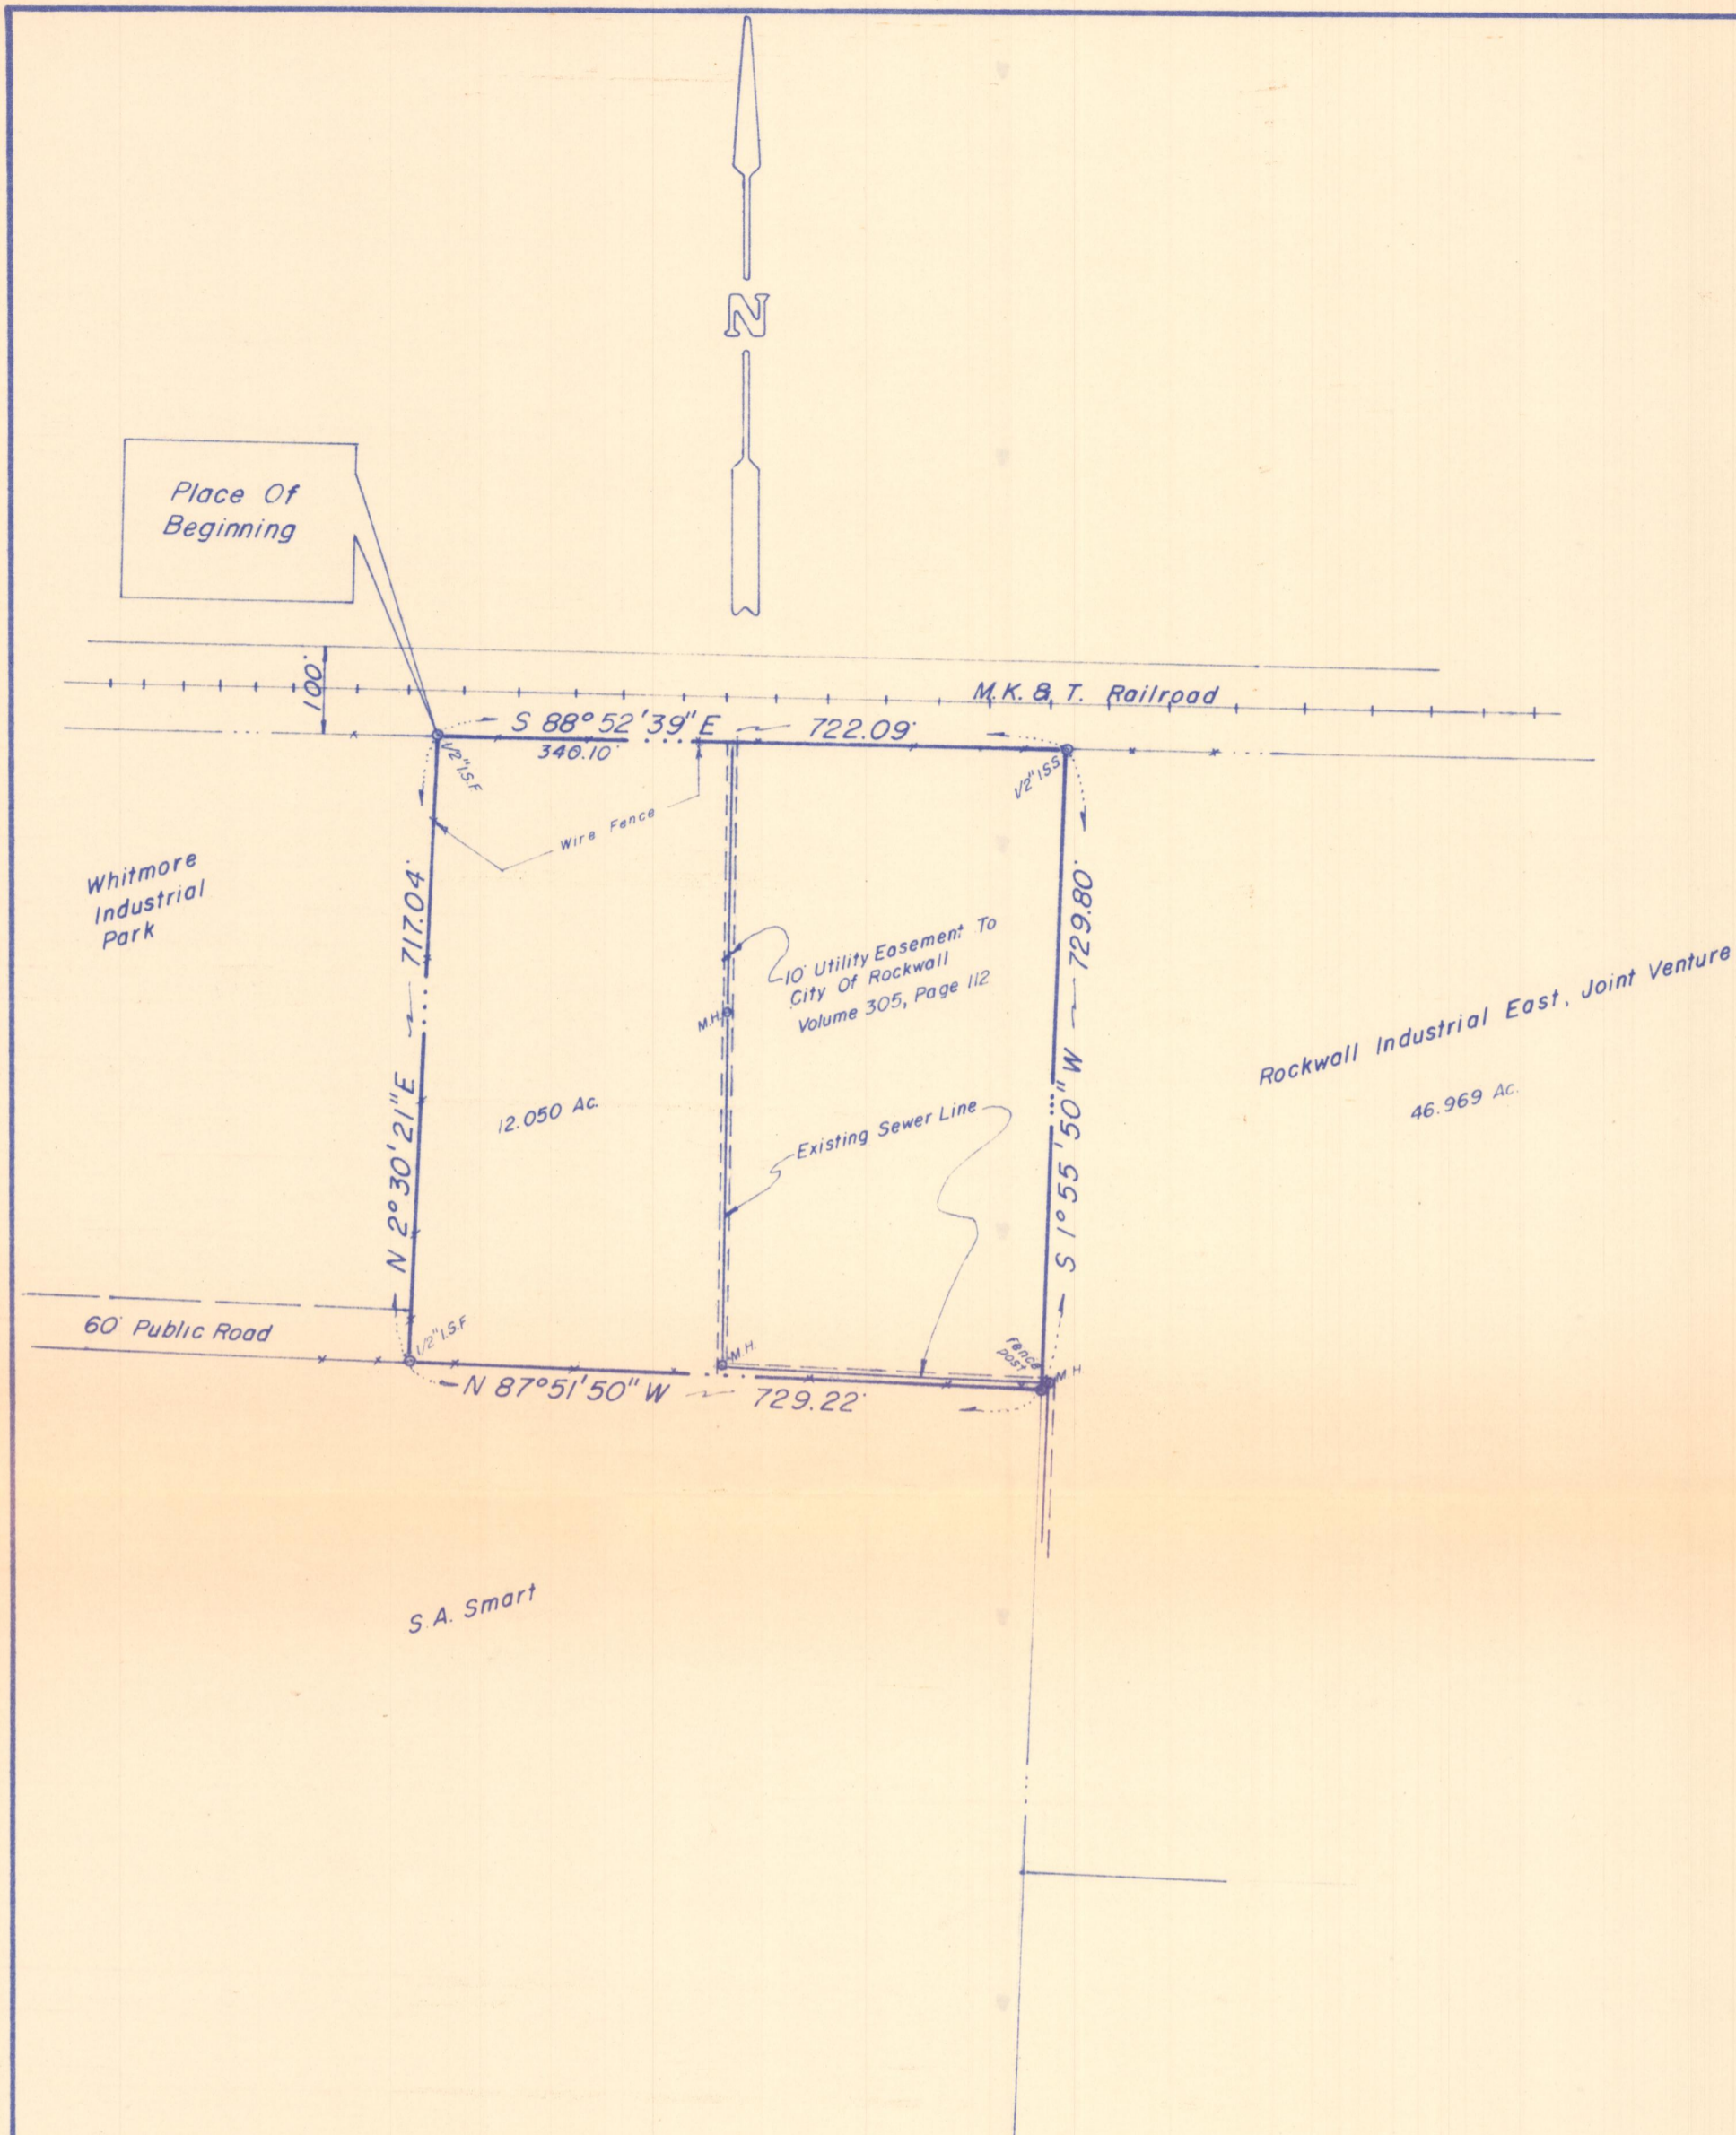 N
Place Of
Beginning
100'
M.K. & T. Railroad
S 88° 52' 39" E 722.09'
340.10'
1/2" I.S.F
1/2" I.S.S.
Wire Fence
Whitmore
Industrial
Park
N 2° 30' 21" E 717.04'
S 1° 55' 50" W 729.80'
10' Utility Easement To
City Of Rockwall
Volume 305, Page 112
M.H.
Rockwall Industrial East, Joint Venture
46.969 Ac.
12.050 Ac.
Existing Sewer Line
60' Public Road
1/2" I.S.F
M.H.
Fence
post
M.H.
N 87° 51' 50" W 729.22'
S.A. Smart